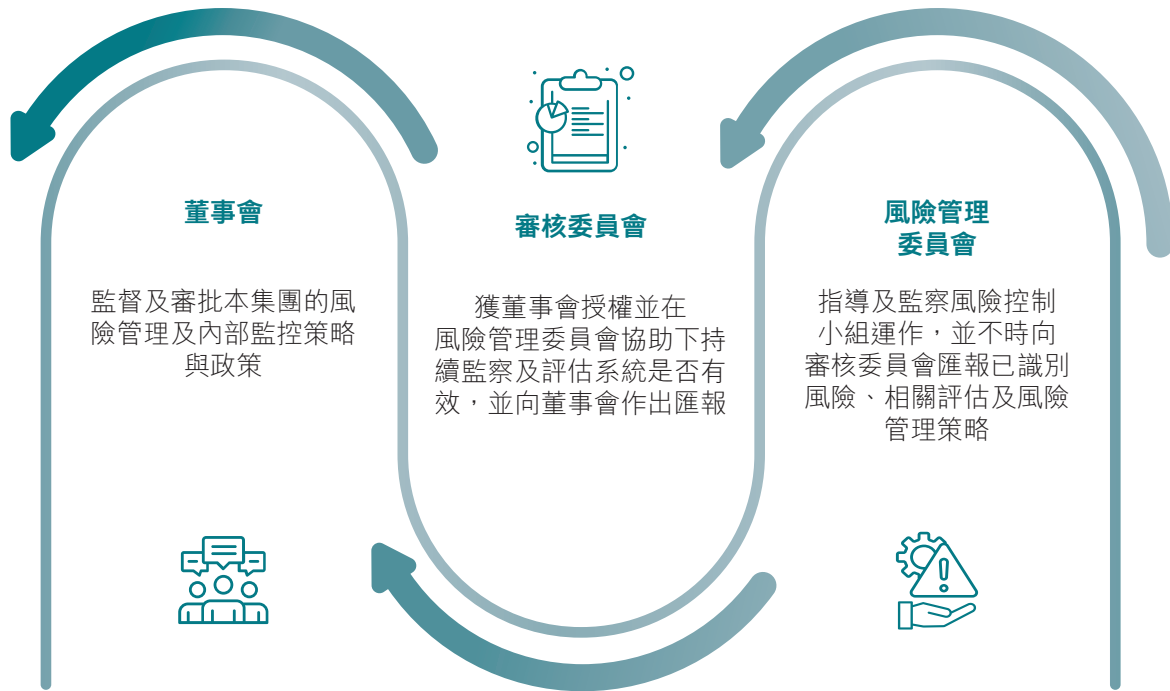 董事會
監督及審批本集團的風
險管理及內部監控策略
與政策
審核委員會
獲董事會授權並在
風險管理委員會協助下持
續監察及評估系統是否有
效，並向董事會作出匯報
風險管理
委員會
指導及監察風險控制
小組運作，並不時向
審核委員會匯報已識別
風險、相關評估及風險
管理策略